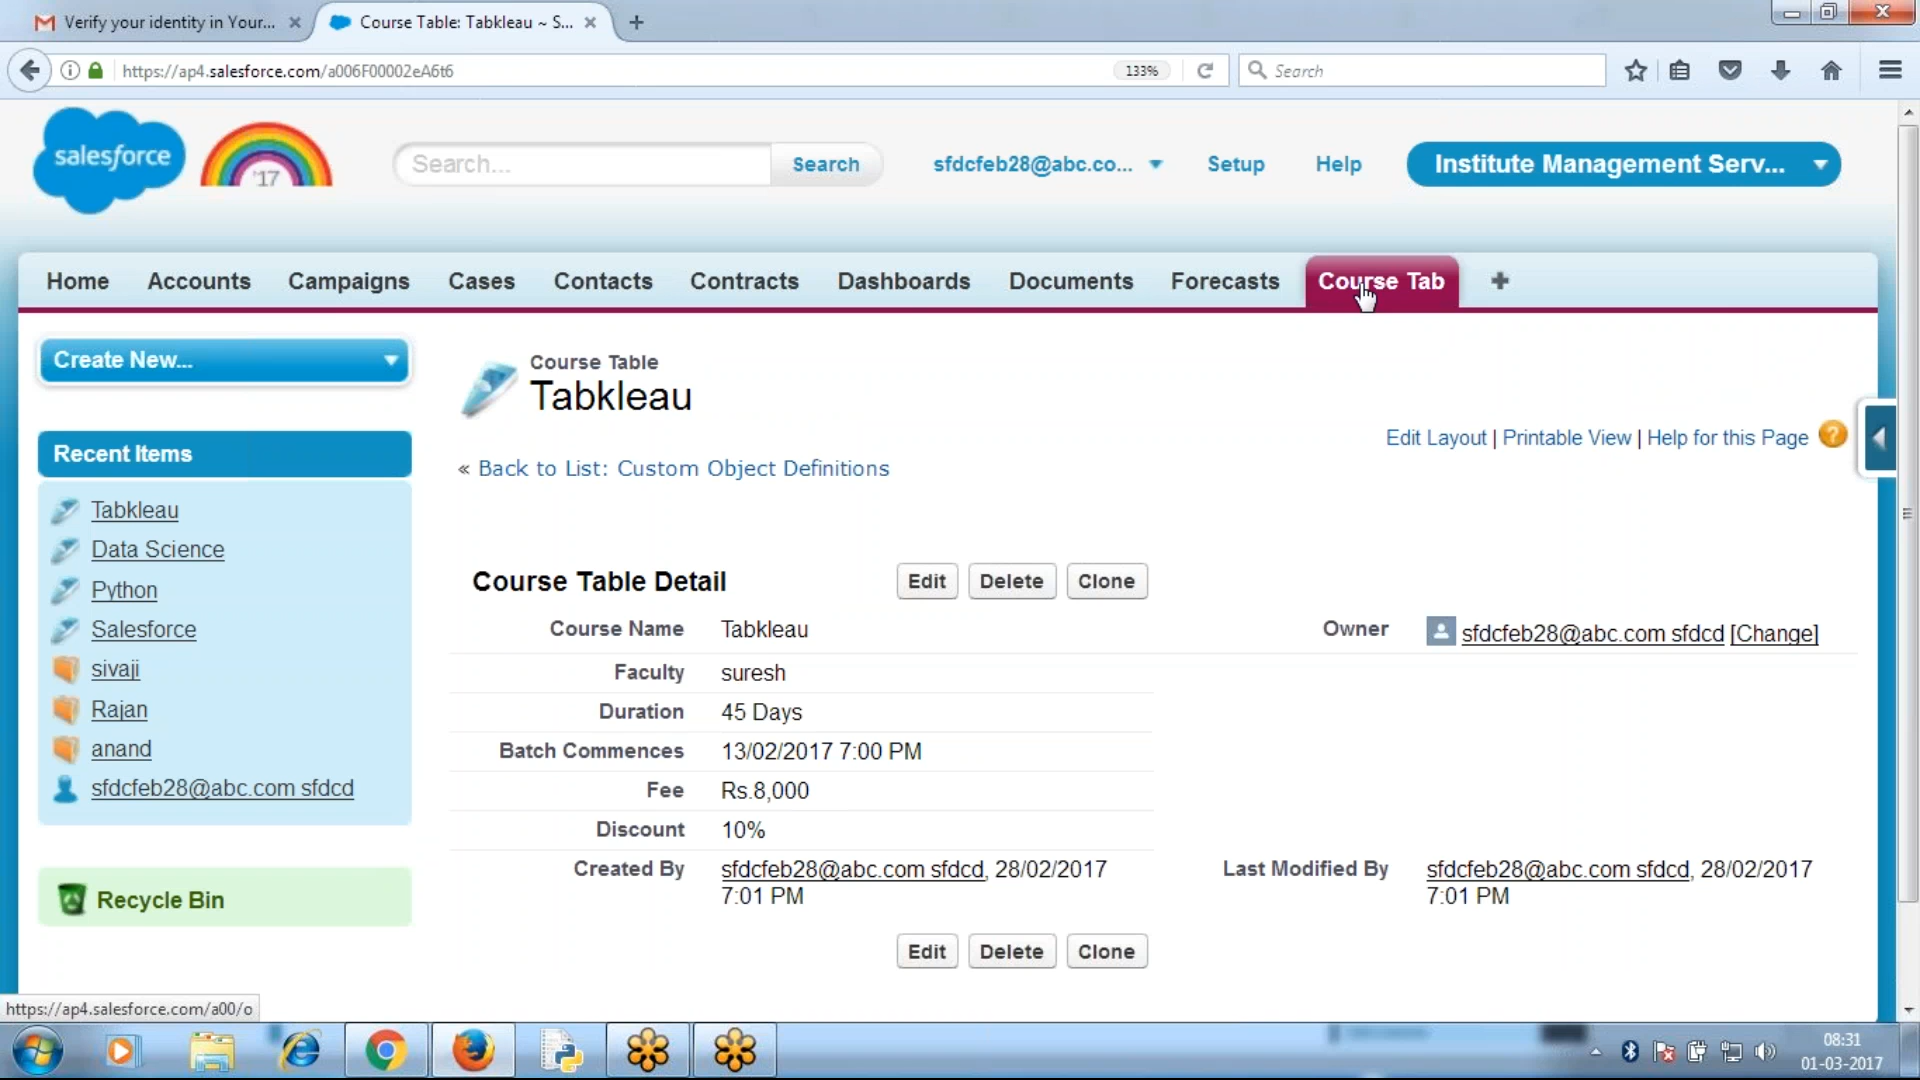 Verify your identity in Your...
Course Table: Tabkleau ~ S...
https://ap4.salesforce.com/a006F00002eA6t6
133%
Search
salesforce
'17
Search...
Search
sfdcfeb28@abc.co...
Setup
Help
Institute Management Serv...
Home
Accounts
Campaigns
Cases
Contacts
Contracts
Dashboards
Documents
Forecasts
Course Tab
Create New...
Recent Items
Tabkleau
Data Science
Python
Salesforce
sivaji
Rajan
anand
sfdcfeb28@abc.com sfdcd
Recycle Bin
Course Table
Tabkleau
Edit Layout | Printable View | Help for this Page
« Back to List: Custom Object Definitions
Course Table Detail
Edit
Delete
Clone
Course Name Tabkleau
Owner sfdcfeb28@abc.com sfdcd [Change]
Faculty suresh
Duration 45 Days
Batch Commences 13/02/2017 7:00 PM
Fee Rs.8,000
Discount 10%
Created By sfdcfeb28@abc.com sfdcd, 28/02/2017
7:01 PM
Last Modified By sfdcfeb28@abc.com sfdcd, 28/02/2017
7:01 PM
Edit
Delete
Clone
https://ap4.salesforce.com/a00/o
08:31
01-03-2017